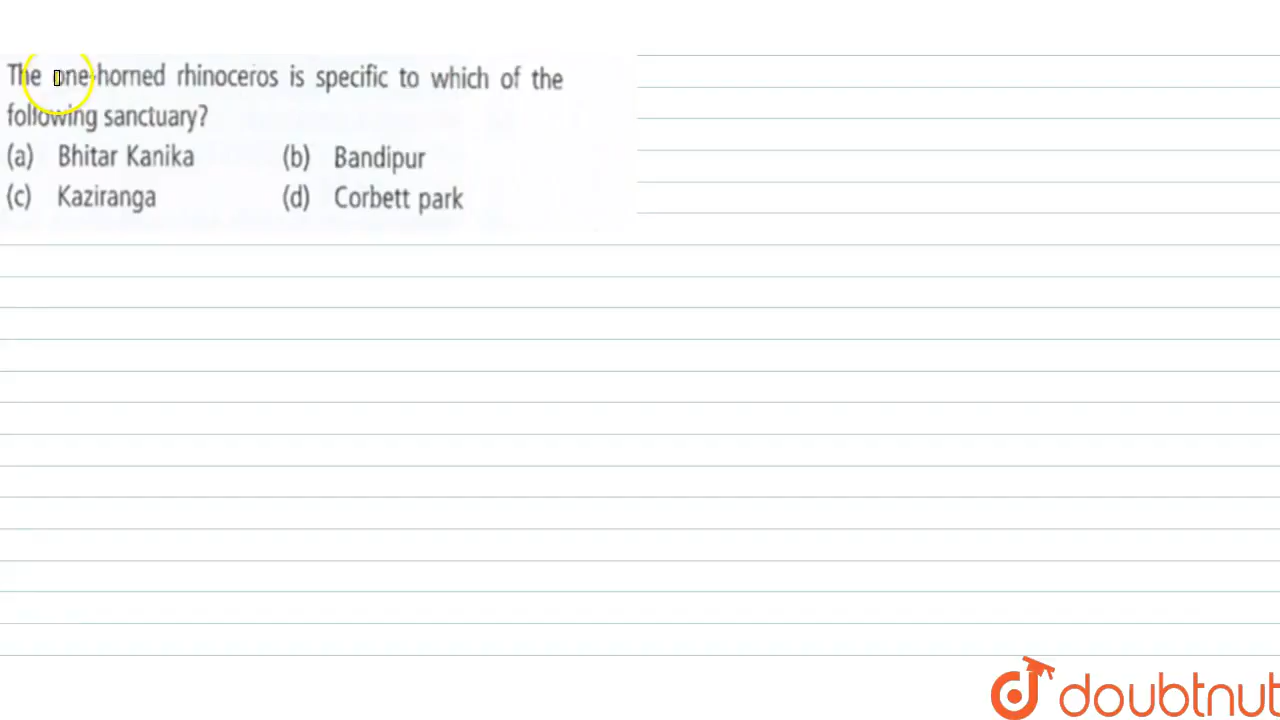 The one-horned rhinoceros is specific to which of the
following sanctuary?
(a) Bhitar Kanika (b) Bandipur
(c) Kaziranga (d) Corbett park
doubtnut